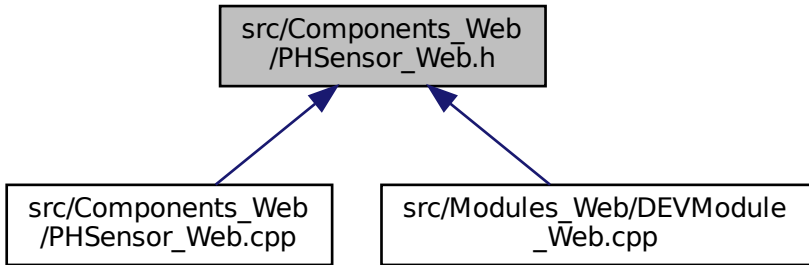 src/Components_Web
/PHSensor_Web.h
src/Components_Web
/PHSensor_Web.cpp
src/Modules_Web/DEVModule
_Web.cpp